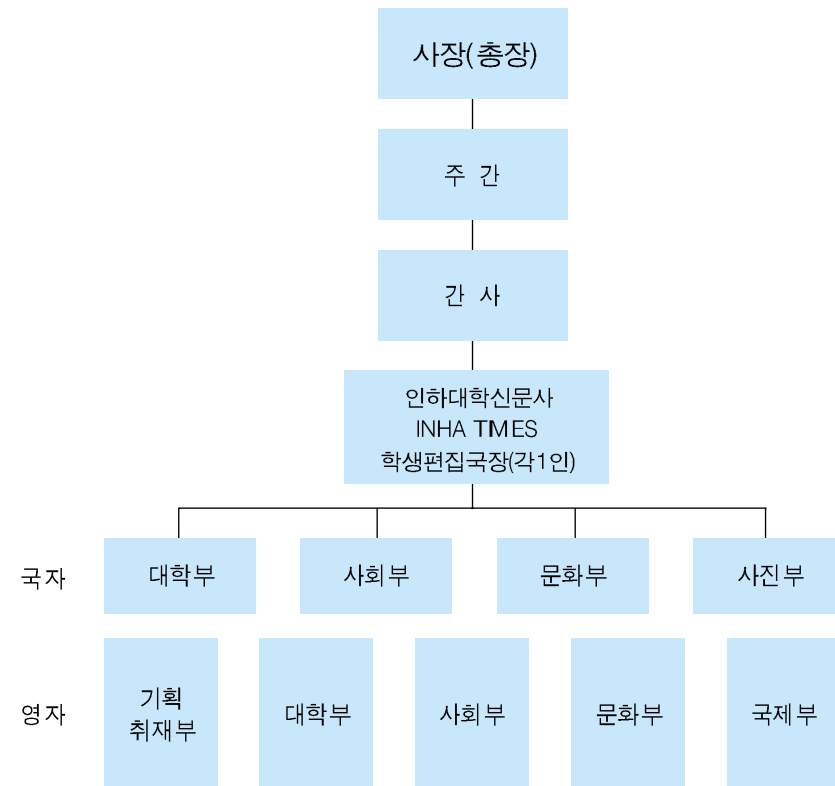 사장(총장)
주 간
간 사
인하대학신문사
INHA TIMES
학생편집국장(각1인)
국자 대학부 사회부 문화부 사진부
기획
영자 취재부 대학부 사회부 문화부 국제부